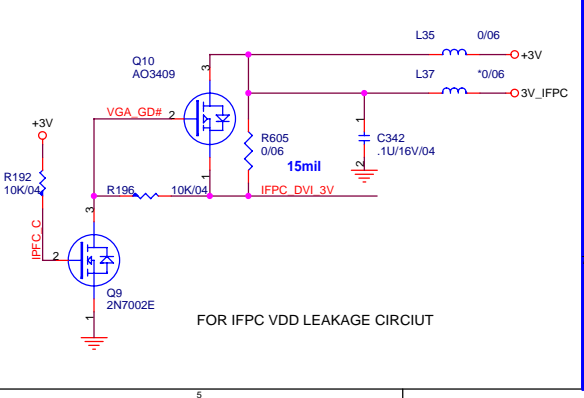 L35 0/06
+3V
Q10
AO3409
3
L37 *0/06
3V_IFPC
VGA_GD# 2
+3V
1
R605
0/06
C342
.1U/16V/04
15mil
2
R192
10K/04
1
R196 10K/04
IFPC_DVI_3V
3
IPFC_C
2
Q9
2N7002E
1
FOR IFPC VDD LEAKAGE CIRCIUT
5